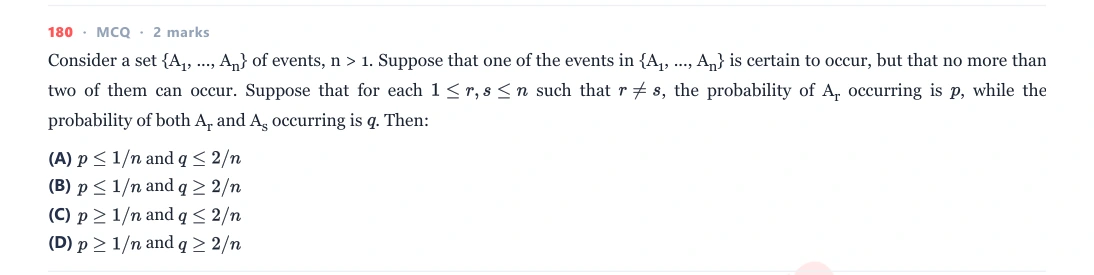 180 · MCQ · 2 marks
Consider a set {A₁, ..., Aₙ} of events, n > 1. Suppose that one of the events in {A₁, ..., Aₙ} is certain to occur, but that no more than
two of them can occur. Suppose that for each 1 ≤ r, s ≤ n such that r ≠ s, the probability of Aᵣ occurring is p, while the
probability of both Aᵣ and Aₛ occurring is q. Then:
(A) p ≤ 1/n and q ≤ 2/n
(B) p ≤ 1/n and q ≥ 2/n
(C) p ≥ 1/n and q ≤ 2/n
(D) p ≥ 1/n and q ≥ 2/n